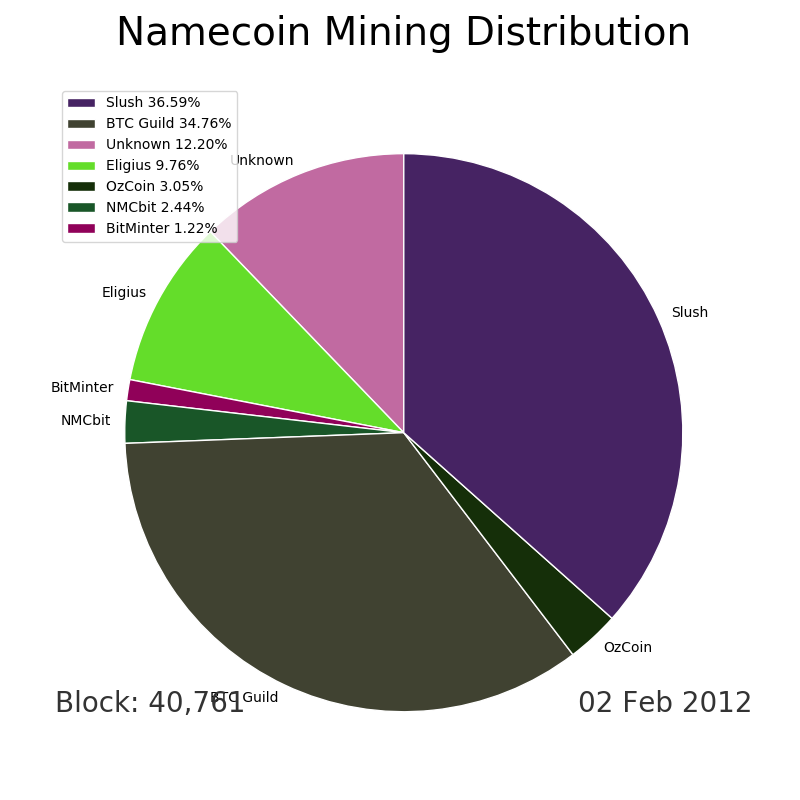 Namecoin Mining Distribution
Slush 36.59%
BTC Guild 34.76%
Unknown 12.20%
Eligius 9.76%
OzCoin 3.05%
NMCbit 2.44%
BitMinter 1.22%
Unknown
Eligius
Slush
BitMinter
NMCbit
OzCoin
BTC Guild
Block: 40,761
02 Feb 2012